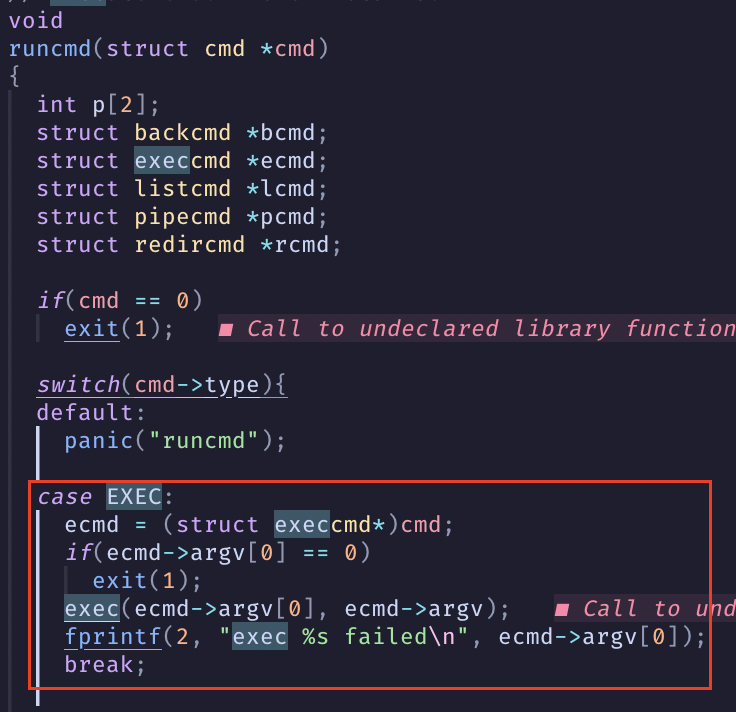 void
runcmd(struct cmd *cmd)
{
  int p[2];
  struct backcmd *bcmd;
  struct execcmd *ecmd;
  struct listcmd *lcmd;
  struct pipecmd *pcmd;
  struct redircmd *rcmd;
  if(cmd == 0)
    exit(1);   ■ Call to undeclared library function
  switch(cmd->type){
  default:
    panic("runcmd");
  case EXEC:
    ecmd = (struct execcmd*)cmd;
    if(ecmd->argv[0] == 0)
      exit(1);
    exec(ecmd->argv[0], ecmd->argv);   ■ Call to und
    fprintf(2, "exec %s failed\n", ecmd->argv[0]);
    break;